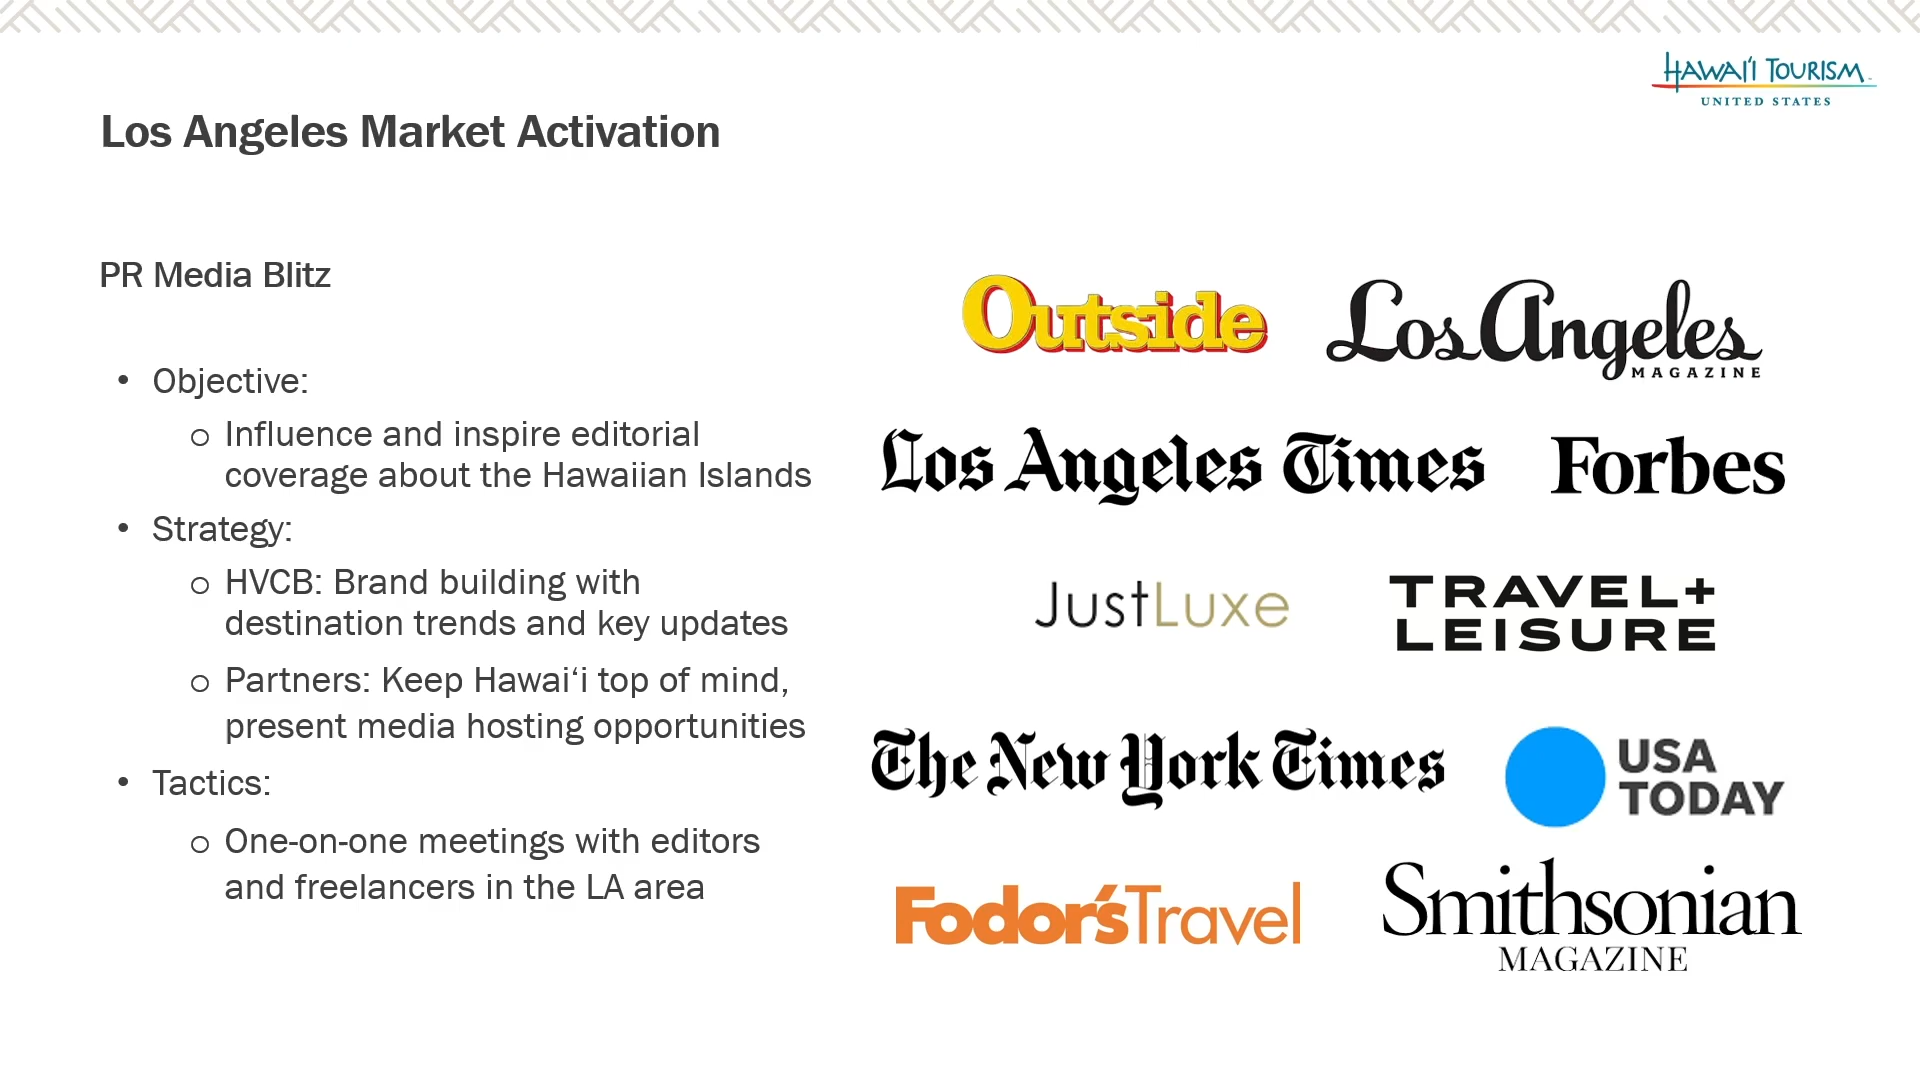 HAWAI'I TOURISM
UNITED STATES
Los Angeles Market Activation
PR Media Blitz
• Objective:
o Influence and inspire editorial
coverage about the Hawaiian Islands
• Strategy:
o HVCB: Brand building with
destination trends and key updates
o Partners: Keep Hawai‘i top of mind,
present media hosting opportunities
• Tactics:
o One-on-one meetings with editors
and freelancers in the LA area
Outside
Los Angeles
MAGAZINE
Los Angeles Times
Forbes
JustLuxe
TRAVEL+
LEISURE
The New York Times
USA
TODAY
Fodor's Travel
Smithsonian
MAGAZINE